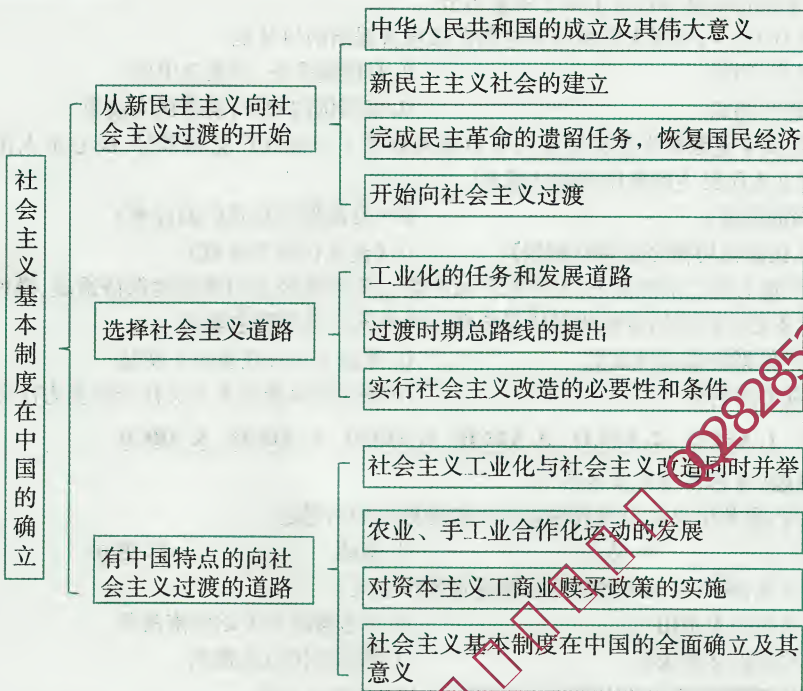 社会主义基本制度在中国的确立
从新民主主义向社
会主义过渡的开始
中华人民共和国的成立及其伟大意义
新民主主义社会的建立
完成民主革命的遗留任务，恢复国民经济
开始向社会主义过渡
选择社会主义道路
工业化的任务和发展道路
过渡时期总路线的提出
实行社会主义改造的必要性和条件
有中国特点的向社
会主义过渡的道路
社会主义工业化与社会主义改造同时并举
农业、手工业合作化运动的发展
对资本主义工商业赎买政策的实施
社会主义基本制度在中国的全面确立及其
意义